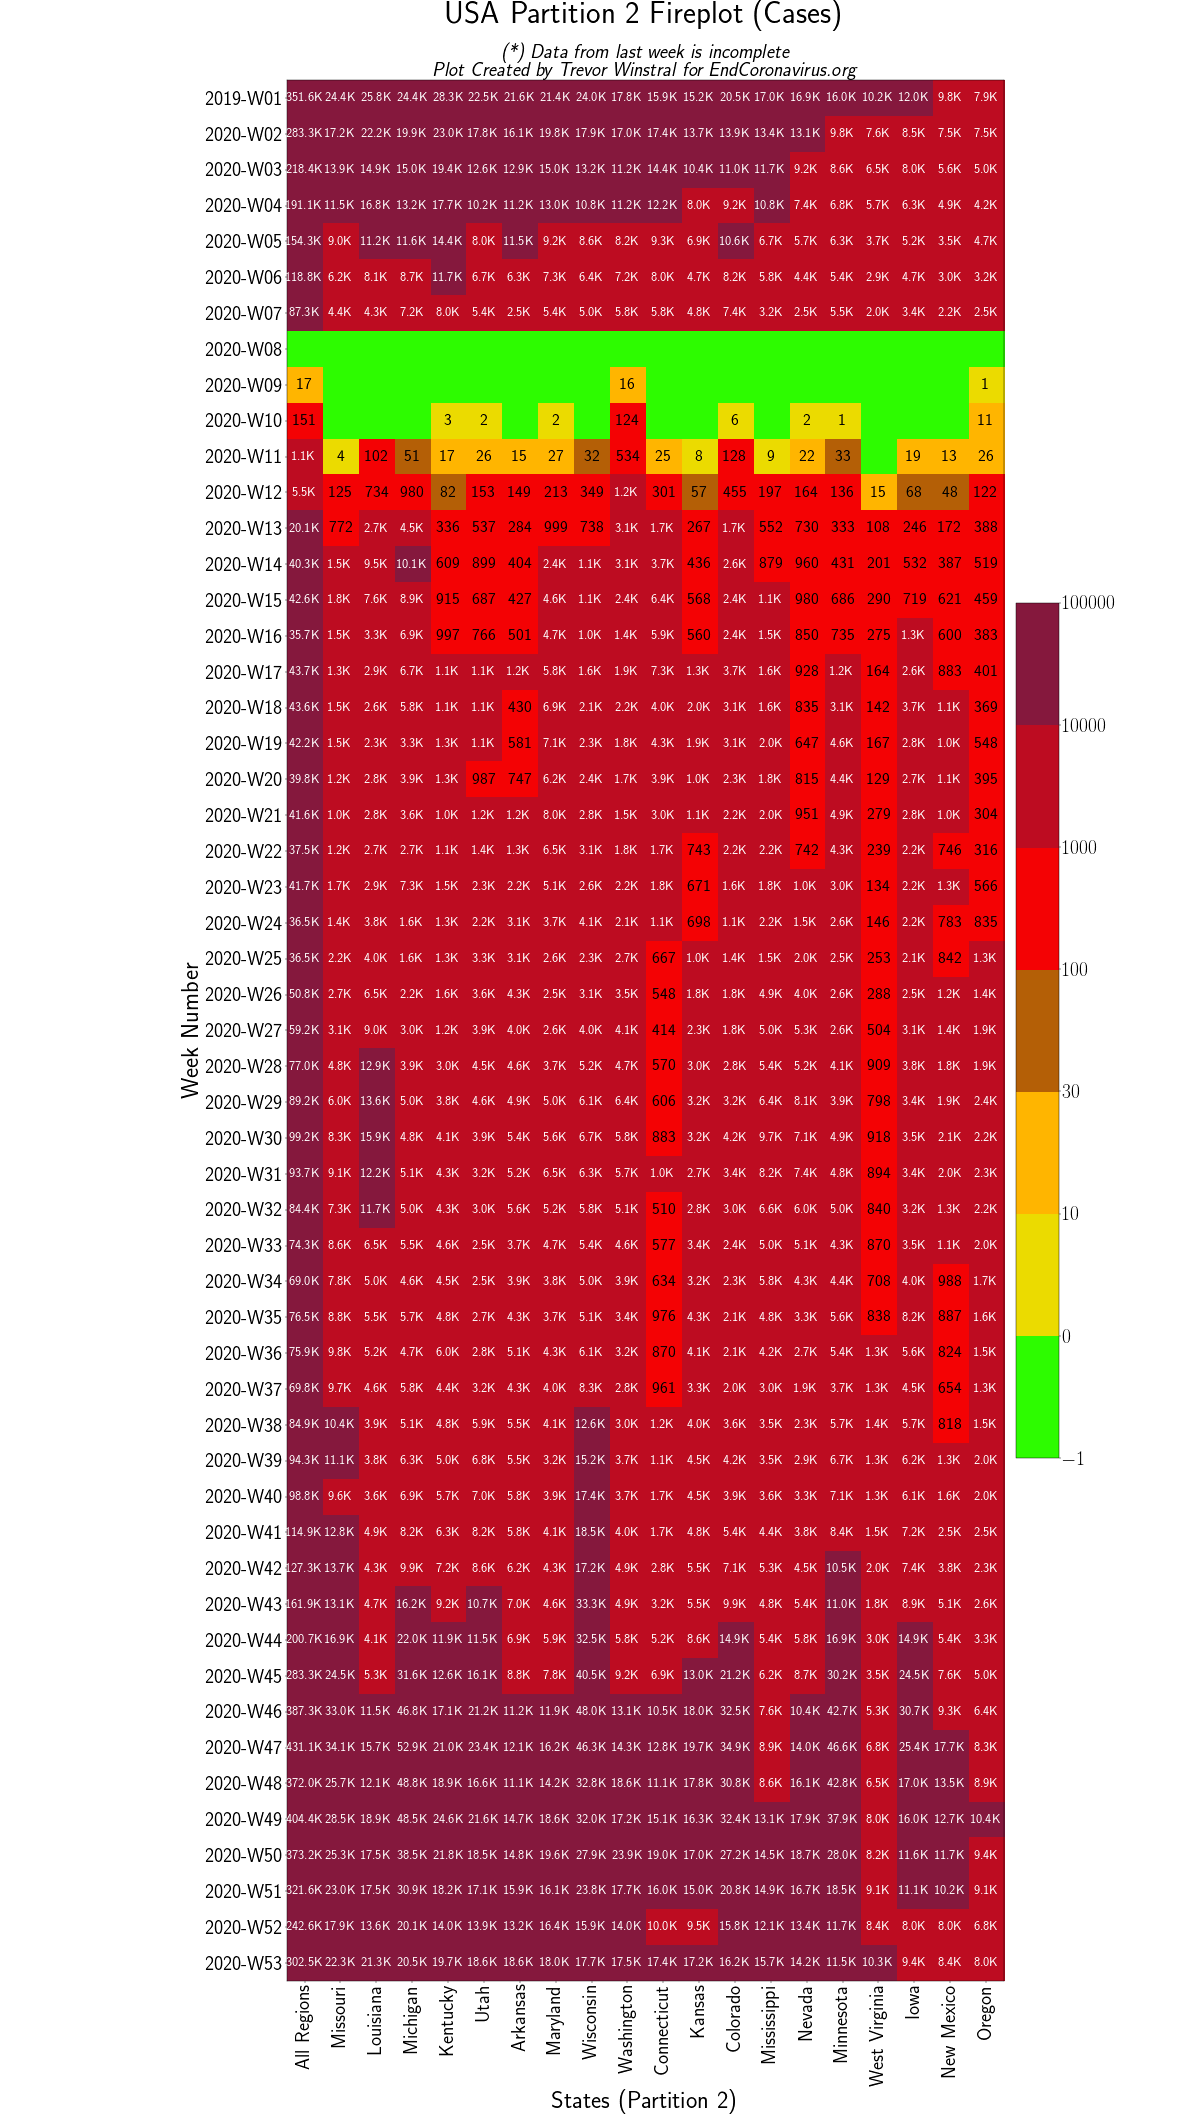 USA Partition 2 Fireplot (Cases)
(*) Data from last week is incomplete
Plot Created by Trevor Winstral for EndCoronavirus.org
2019-W01 351.6K 24.4K 25.8K 24.4K 28.3K 22.5K 21.6K 21.4K 24.0K 17.8K 15.9K 15.2K 20.5K 17.0K 16.9K 16.0K 10.2K 12.0K 9.8K 7.9K
2020-W02 283.3K 17.2K 22.2K 19.9K 23.0K 17.8K 16.1K 19.8K 17.9K 17.0K 17.4K 13.7K 13.9K 13.4K 13.1K 9.8K 7.6K 8.5K 7.5K 7.5K
2020-W03 218.4K 13.9K 14.9K 15.0K 19.4K 12.6K 12.9K 15.0K 13.2K 11.2K 14.4K 10.4K 11.0K 11.7K 9.2K 8.6K 6.5K 8.0K 5.6K 5.0K
2020-W04 191.1K 11.5K 16.8K 13.2K 17.7K 10.2K 11.2K 13.0K 10.8K 11.2K 12.2K 8.0K 9.2K 10.8K 7.4K 6.8K 5.7K 6.3K 4.9K 4.2K
2020-W05 154.3K 9.0K 11.2K 11.6K 14.4K 8.0K 11.5K 9.2K 8.6K 8.2K 9.3K 6.9K 10.6K 6.7K 5.7K 6.3K 3.7K 5.2K 3.5K 4.7K
2020-W06 118.8K 6.2K 8.1K 8.7K 11.7K 6.7K 6.3K 7.3K 6.4K 7.2K 8.0K 4.7K 8.2K 5.8K 4.4K 5.4K 2.9K 4.7K 3.0K 3.2K
2020-W07 87.3K 4.4K 4.3K 7.2K 8.0K 5.4K 2.5K 5.4K 5.0K 5.8K 5.8K 4.8K 7.4K 3.2K 2.5K 5.5K 2.0K 3.4K 2.2K 2.5K
2020-W08
2020-W09 17 16 1
2020-W10 151 3 2 2 124 6 2 1 11
2020-W11 1.1K 4 102 51 17 26 15 27 32 534 25 8 128 9 22 33 19 13 26
2020-W12 5.5K 125 734 980 82 153 149 213 349 1.2K 301 57 455 197 164 136 15 68 48 122
2020-W13 20.1K 772 2.7K 4.5K 336 537 284 999 738 3.1K 1.7K 267 1.7K 552 730 333 108 246 172 388
2020-W14 40.3K 1.5K 9.5K 10.1K 609 899 404 2.4K 1.1K 3.1K 3.7K 436 2.6K 879 960 431 201 532 387 519
2020-W15 42.6K 1.8K 7.6K 8.9K 915 687 427 4.6K 1.1K 2.4K 6.4K 568 2.4K 1.1K 980 686 290 719 621 459
2020-W16 35.7K 1.5K 3.3K 6.9K 997 766 501 4.7K 1.0K 1.4K 5.9K 560 2.4K 1.5K 850 735 275 1.3K 600 383
2020-W17 43.7K 1.3K 2.9K 6.7K 1.1K 1.1K 1.2K 5.8K 1.6K 1.9K 7.3K 1.3K 3.7K 1.6K 928 1.2K 164 2.6K 883 401
2020-W18 43.6K 1.5K 2.6K 5.8K 1.1K 1.1K 430 6.9K 2.1K 2.2K 4.0K 2.0K 3.1K 1.6K 835 3.1K 142 3.7K 1.1K 369
2020-W19 42.2K 1.5K 2.3K 3.3K 1.3K 1.1K 581 7.1K 2.3K 1.8K 4.3K 1.9K 3.1K 2.0K 647 4.6K 167 2.8K 1.0K 548
2020-W20 39.8K 1.2K 2.8K 3.9K 1.3K 987 747 6.2K 2.4K 1.7K 3.9K 1.0K 2.3K 1.8K 815 4.4K 129 2.7K 1.1K 395
2020-W21 41.6K 1.0K 2.8K 3.6K 1.0K 1.2K 1.2K 8.0K 2.8K 1.5K 3.0K 1.1K 2.2K 2.0K 951 4.9K 279 2.8K 1.0K 304
2020-W22 37.5K 1.2K 2.7K 2.7K 1.1K 1.4K 1.3K 6.5K 3.1K 1.8K 1.7K 743 2.2K 2.2K 742 4.3K 239 2.2K 746 316
2020-W23 41.7K 1.7K 2.9K 7.3K 1.5K 2.3K 2.2K 5.1K 2.6K 2.2K 1.8K 671 1.6K 1.8K 1.0K 3.0K 134 2.2K 1.3K 566
2020-W24 36.5K 1.4K 3.8K 1.6K 1.3K 2.2K 3.1K 3.7K 4.1K 2.1K 1.1K 698 1.1K 2.2K 1.5K 2.6K 146 2.2K 783 835
2020-W25 36.5K 2.2K 4.0K 1.6K 1.3K 3.3K 3.1K 2.6K 2.3K 2.7K 667 1.0K 1.4K 1.5K 2.0K 2.5K 253 2.1K 842 1.3K
2020-W26 50.8K 2.7K 6.5K 2.2K 1.6K 3.6K 4.3K 2.5K 3.1K 3.5K 548 1.8K 1.8K 4.9K 4.0K 2.6K 288 2.5K 1.2K 1.4K
2020-W27 59.2K 3.1K 9.0K 3.0K 1.2K 3.9K 4.0K 2.6K 4.0K 4.1K 414 2.3K 1.8K 5.0K 5.3K 2.6K 504 3.1K 1.4K 1.9K
2020-W28 77.0K 4.8K 12.9K 3.9K 3.0K 4.5K 4.6K 3.7K 5.2K 4.7K 570 3.0K 2.8K 5.4K 5.2K 4.1K 909 3.8K 1.8K 1.9K
2020-W29 89.2K 6.0K 13.6K 5.0K 3.8K 4.6K 4.9K 5.0K 6.1K 6.4K 606 3.2K 3.2K 6.4K 8.1K 3.9K 798 3.4K 1.9K 2.4K
2020-W30 99.2K 8.3K 15.9K 4.8K 4.1K 3.9K 5.4K 5.6K 6.7K 5.8K 883 3.2K 4.2K 9.7K 7.1K 4.9K 918 3.5K 2.1K 2.2K
2020-W31 93.7K 9.1K 12.2K 5.1K 4.3K 3.2K 5.2K 6.5K 6.3K 5.7K 1.0K 2.7K 3.4K 8.2K 7.4K 4.8K 894 3.4K 2.0K 2.3K
2020-W32 84.4K 7.3K 11.7K 5.0K 4.3K 3.0K 5.6K 5.2K 5.8K 5.1K 510 2.8K 3.0K 6.6K 6.0K 5.0K 840 3.2K 1.3K 2.2K
2020-W33 74.3K 8.6K 6.5K 5.5K 4.6K 2.5K 3.7K 4.7K 5.4K 4.6K 577 3.4K 2.4K 5.0K 5.1K 4.3K 870 3.5K 1.1K 2.0K
2020-W34 69.0K 7.8K 5.0K 4.6K 4.5K 2.5K 3.9K 3.8K 5.0K 3.9K 634 3.2K 2.3K 5.8K 4.3K 4.4K 708 4.0K 988 1.7K
2020-W35 76.5K 8.8K 5.5K 5.7K 4.8K 2.7K 4.3K 3.7K 5.1K 3.4K 976 4.3K 2.1K 4.8K 3.3K 5.6K 838 8.2K 887 1.6K
2020-W36 75.9K 9.8K 5.2K 4.7K 6.0K 2.8K 5.1K 4.3K 6.1K 3.2K 870 4.1K 2.1K 4.2K 2.7K 5.4K 1.3K 5.6K 824 1.5K
2020-W37 69.8K 9.7K 4.6K 5.8K 4.4K 3.2K 4.3K 4.0K 8.3K 2.8K 961 3.3K 2.0K 3.0K 1.9K 3.7K 1.3K 4.5K 654 1.3K
2020-W38 84.9K 10.4K 3.9K 5.1K 4.8K 5.9K 5.5K 4.1K 12.6K 3.0K 1.2K 4.0K 3.6K 3.5K 2.3K 5.7K 1.4K 5.7K 818 1.5K
2020-W39 94.3K 11.1K 3.8K 6.3K 5.0K 6.8K 5.5K 3.2K 15.2K 3.7K 1.1K 4.5K 4.2K 3.5K 2.9K 6.7K 1.3K 6.2K 1.3K 2.0K
2020-W40 98.8K 9.6K 3.6K 6.9K 5.7K 7.0K 5.8K 3.9K 17.4K 3.7K 1.7K 4.5K 3.9K 3.6K 3.3K 7.1K 1.3K 6.1K 1.6K 2.0K
2020-W41 114.9K 12.8K 4.9K 8.2K 6.3K 8.2K 5.8K 4.1K 18.5K 4.0K 1.7K 4.8K 5.4K 4.4K 3.8K 8.4K 1.5K 7.2K 2.5K 2.5K
2020-W42 127.3K 13.7K 4.3K 9.9K 7.2K 8.6K 6.2K 4.3K 17.2K 4.9K 2.8K 5.5K 7.1K 5.3K 4.5K 10.5K 2.0K 7.4K 3.8K 2.3K
2020-W43 161.9K 13.1K 4.7K 16.2K 9.2K 10.7K 7.0K 4.6K 33.3K 4.9K 3.2K 5.5K 9.9K 4.8K 5.4K 11.0K 1.8K 8.9K 5.1K 2.6K
2020-W44 200.7K 16.9K 4.1K 22.0K 11.9K 11.5K 6.9K 5.9K 32.5K 5.8K 5.2K 8.6K 14.9K 5.4K 5.8K 16.9K 3.0K 14.9K 5.4K 3.3K
2020-W45 283.3K 24.5K 5.3K 31.6K 12.6K 16.1K 8.8K 7.8K 40.5K 9.2K 6.9K 13.0K 21.2K 6.2K 8.7K 30.2K 3.5K 24.5K 7.6K 5.0K
2020-W46 387.3K 33.0K 11.5K 46.8K 17.1K 21.2K 11.2K 11.9K 48.0K 13.1K 10.5K 18.0K 32.5K 7.6K 10.4K 42.7K 5.3K 30.7K 9.3K 6.4K
2020-W47 431.1K 34.1K 15.7K 52.9K 21.0K 23.4K 12.1K 16.2K 46.3K 14.3K 12.8K 19.7K 34.9K 8.9K 14.0K 46.6K 6.8K 25.4K 17.7K 8.3K
2020-W48 372.0K 25.7K 12.1K 48.8K 18.9K 16.6K 11.1K 14.2K 32.8K 18.6K 11.1K 17.8K 30.8K 8.6K 16.1K 42.8K 6.5K 17.0K 13.5K 8.9K
2020-W49 404.4K 28.5K 18.9K 48.5K 24.6K 21.6K 14.7K 18.6K 32.0K 17.2K 15.1K 16.3K 32.4K 13.1K 17.9K 37.9K 8.0K 16.0K 12.7K 10.4K
2020-W50 373.2K 25.3K 17.5K 38.5K 21.8K 18.5K 14.8K 19.6K 27.9K 23.9K 19.0K 17.0K 27.2K 14.5K 18.7K 28.0K 8.2K 11.6K 11.7K 9.4K
2020-W51 321.6K 23.0K 17.5K 30.9K 18.2K 17.1K 15.9K 16.1K 23.8K 17.7K 16.0K 15.0K 20.8K 14.9K 16.7K 18.5K 9.1K 11.1K 10.2K 9.1K
2020-W52 242.6K 17.9K 13.6K 20.1K 14.0K 13.9K 13.2K 16.4K 15.9K 14.0K 10.0K 9.5K 15.8K 12.1K 13.4K 11.7K 8.4K 8.0K 8.0K 6.8K
2020-W53 302.5K 22.3K 21.3K 20.5K 19.7K 18.6K 18.6K 18.0K 17.7K 17.5K 17.4K 17.2K 16.2K 15.7K 14.2K 11.5K 10.3K 9.4K 8.4K 8.0K
Week Number
All Regions Missouri Louisiana Michigan Kentucky Utah Arkansas Maryland Wisconsin Washington Connecticut Kansas Colorado Mississippi Nevada Minnesota West Virginia Iowa New Mexico Oregon
States (Partition 2)
100000
10000
1000
100
30
10
0
−1